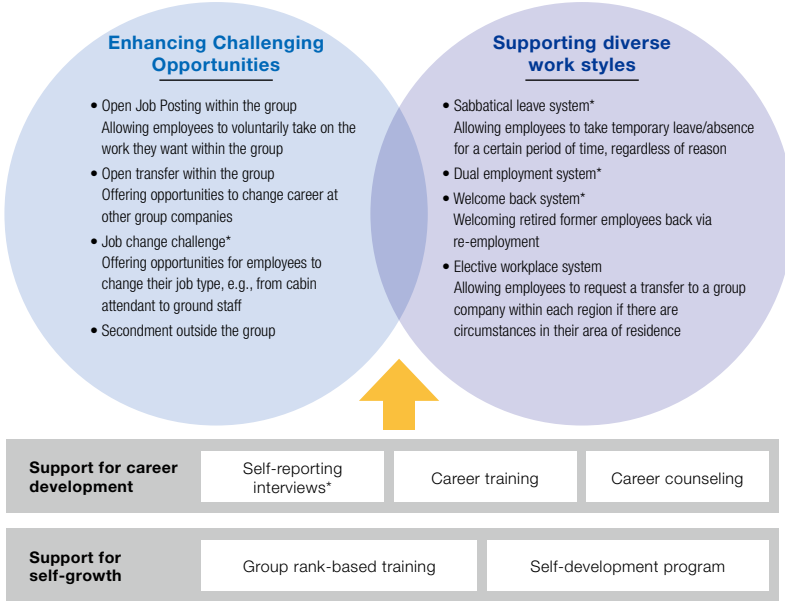 Enhancing Challenging
Opportunities
• Open Job Posting within the group
Allowing employees to voluntarily take on the
work they want within the group
• Open transfer within the group
Offering opportunities to change career at
other group companies
• Job change challenge*
Offering opportunities for employees to
change their job type, e.g., from cabin
attendant to ground staff
• Secondment outside the group
Supporting diverse
work styles
• Sabbatical leave system*
Allowing employees to take temporary leave/absence
for a certain period of time, regardless of reason
• Dual employment system*
• Welcome back system*
Welcoming retired former employees back via
re-employment
• Elective workplace system
Allowing employees to request a transfer to a group
company within each region if there are
circumstances in their area of residence
Support for career
development
Self-reporting
interviews*
Career training
Career counseling
Support for
self-growth
Group rank-based training
Self-development program